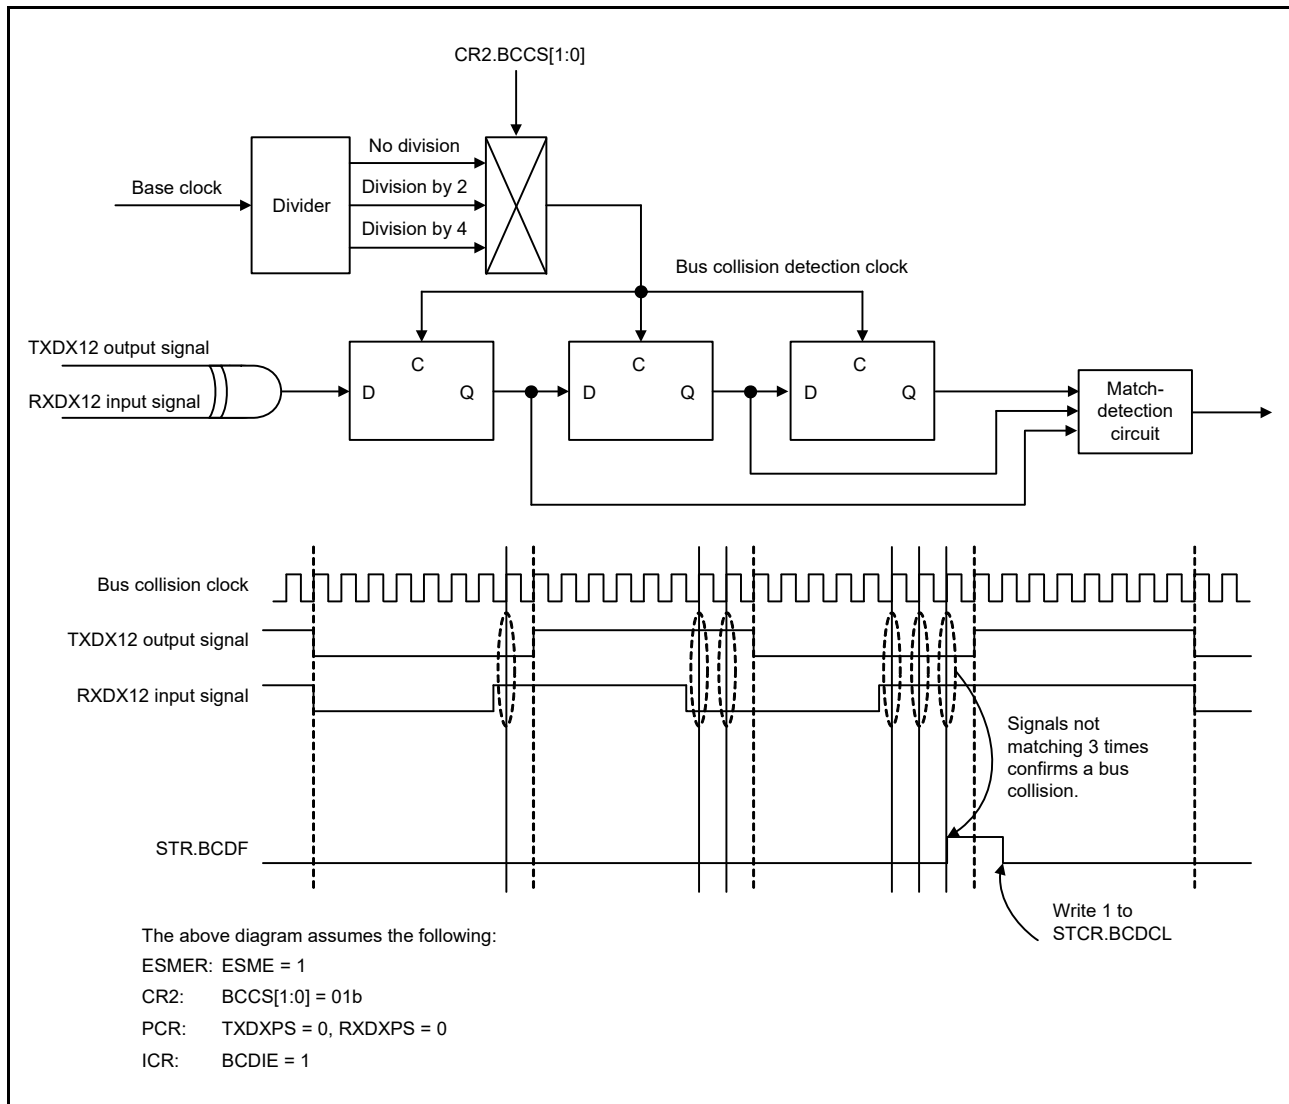 CR2.BCCS[1:0]
No division
Base clock
Division by 2
Divider
Division by 4
Bus collision detection clock
TXDX12 output signal
RXDX12 input signal
C
D
Q
C
D
Q
C
D
Q
Match-
detection
circuit
Bus collision clock
TXDX12 output signal
RXDX12 input signal
Signals not
matching 3 times
confirms a bus
collision.
STR.BCDF
Write 1 to
STCR.BCDCL
The above diagram assumes the following:
ESMER: ESME = 1
CR2: BCCS[1:0] = 01b
PCR: TXDXPS = 0, RXDXPS = 0
ICR: BCDIE = 1